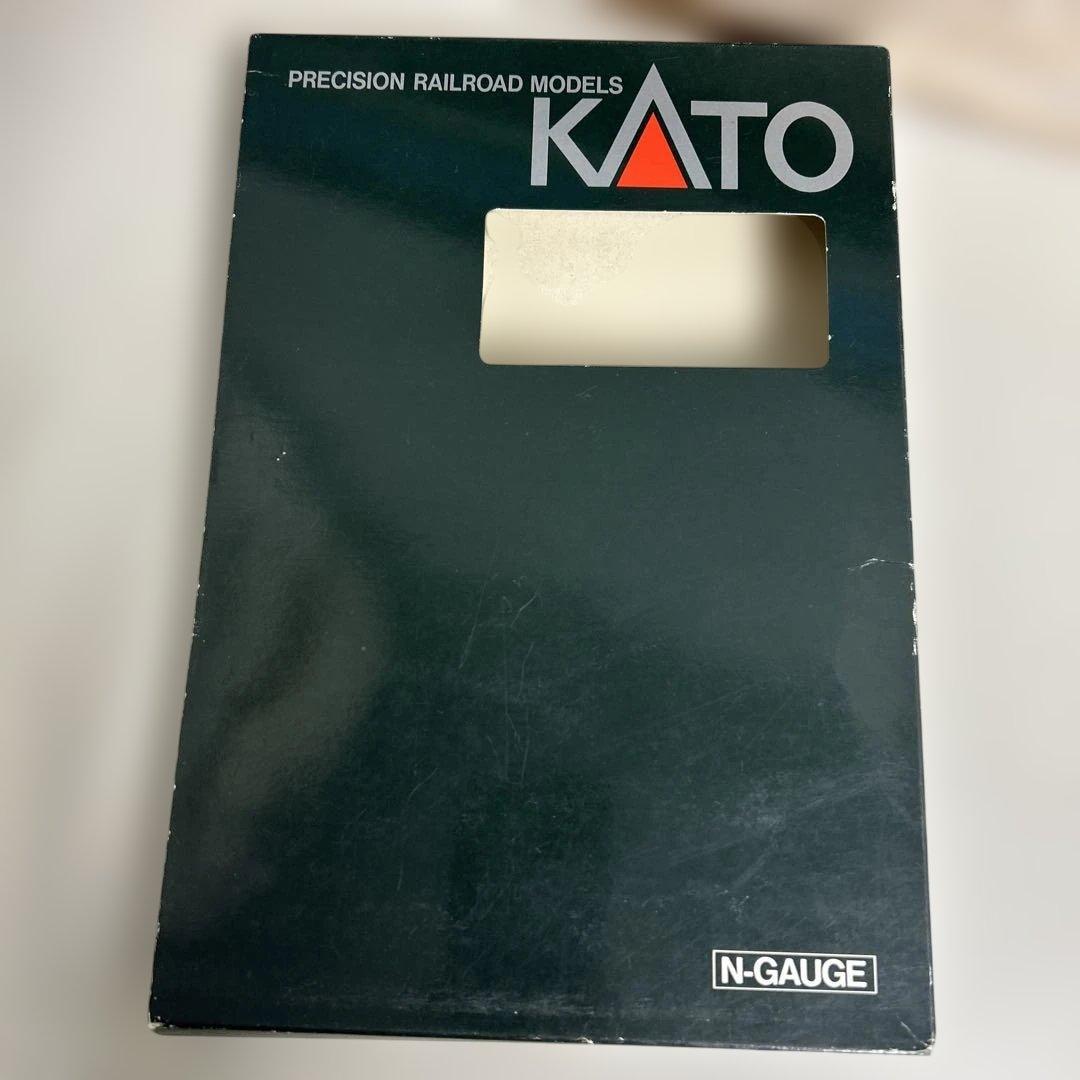 PRECISION RAILROAD MODELS
KATO
N-GAUGE